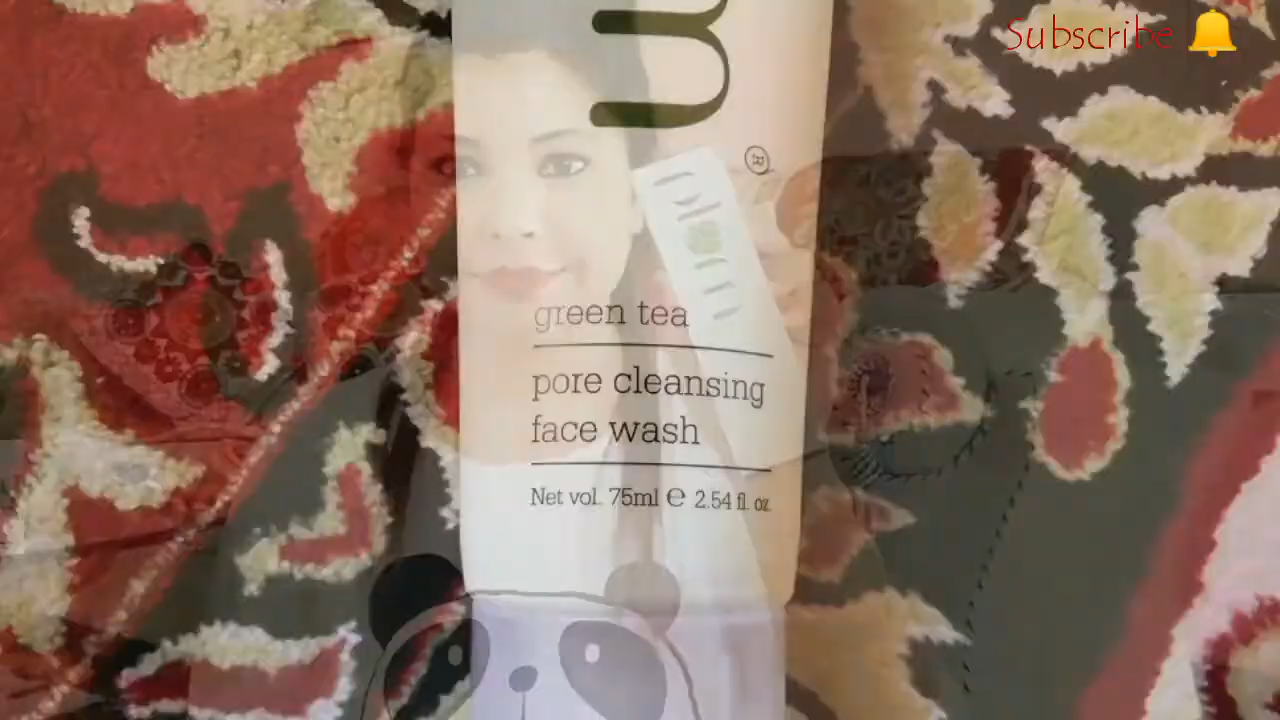 Subscribe
®
green tea
pore cleansing
face wash
Net vol. 75ml ℮ 2.54 fl. oz.